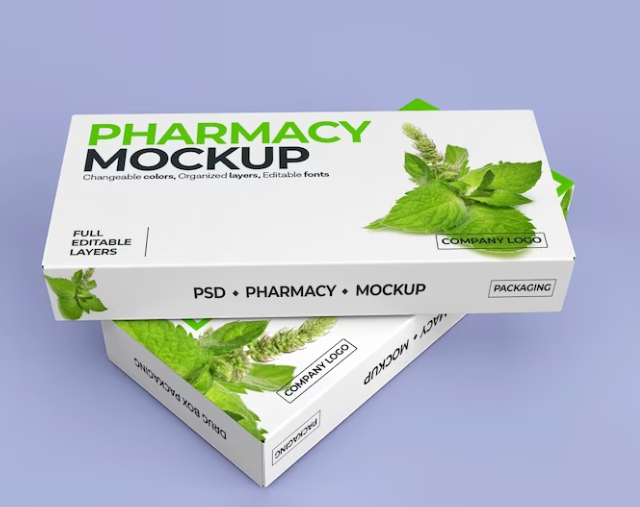 PHARMACY
MOCKUP
Changeable colors, Organized layers, Editable fonts
FULL
EDITABLE
LAYERS
COMPANY LOGO
PSD • PHARMACY • MOCKUP
PACKAGING
COMPANY LOGO
MACY • MOCKUP
DRUG BOX PACKAGING
PACKAGING